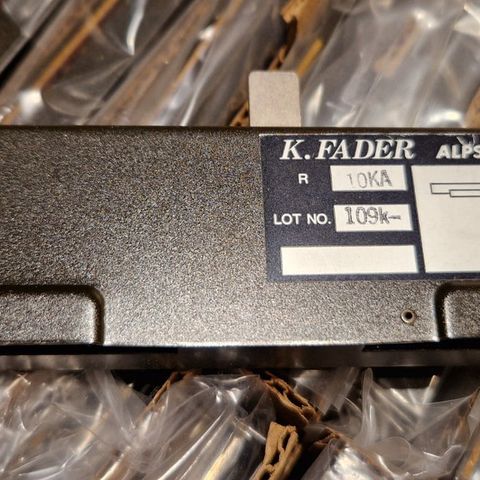 K. FADER ALPS
R 10KA
LOT NO. 109k-